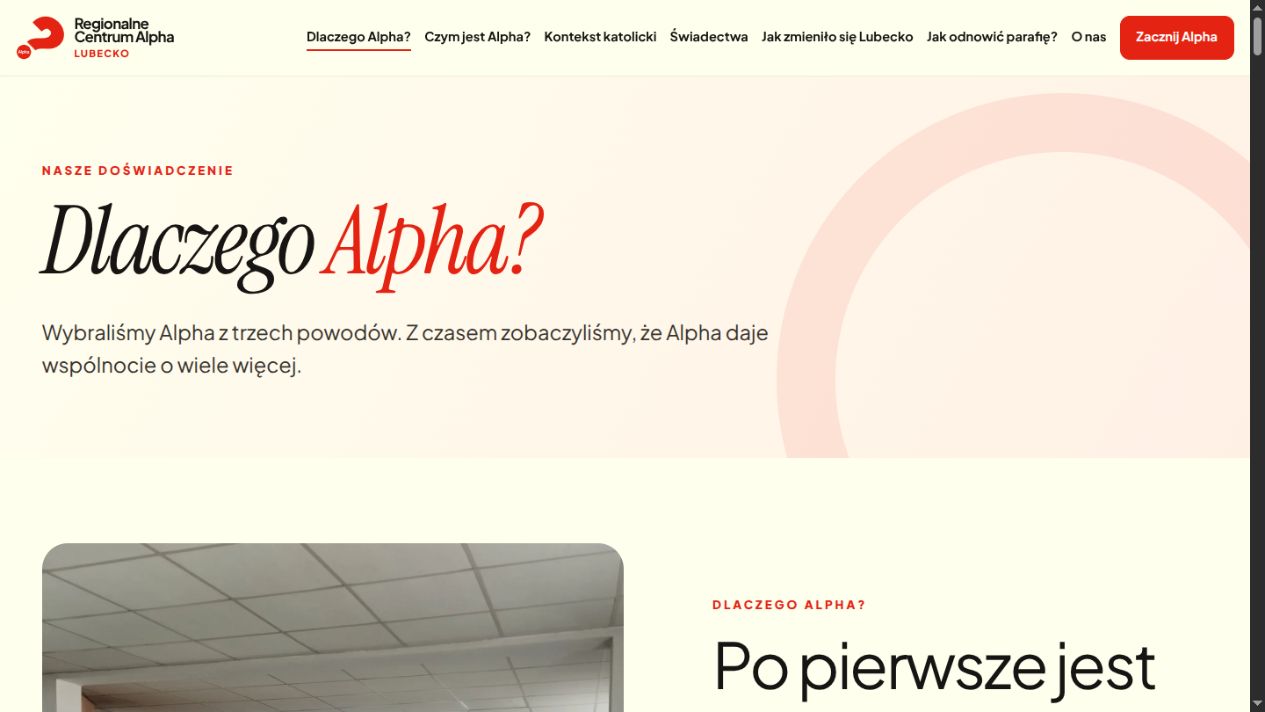 Regionalne
Centrum Alpha
LUBECKO
Alpha
Dlaczego Alpha?
Czym jest Alpha?
Kontekst katolicki
Świadectwa
Jak zmieniło się Lubecko
Jak odnowić parafię?
O nas
Zacznij Alpha
NASZE DOŚWIADCZENIE
Dlaczego Alpha?
Wybraliśmy Alpha z trzech powodów. Z czasem zobaczyliśmy, że Alpha daje
wspólnocie o wiele więcej.
DLACZEGO ALPHA?
Po pierwsze jest